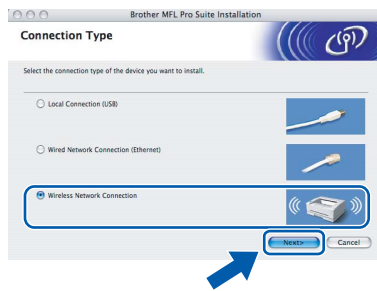 Brother MFL Pro Suite Installation
Connection Type
Select the connection type of the device you want to install.
Local Connection (USB)
Wired Network Connection (Ethernet)
Wireless Network Connection
Next>
Cancel